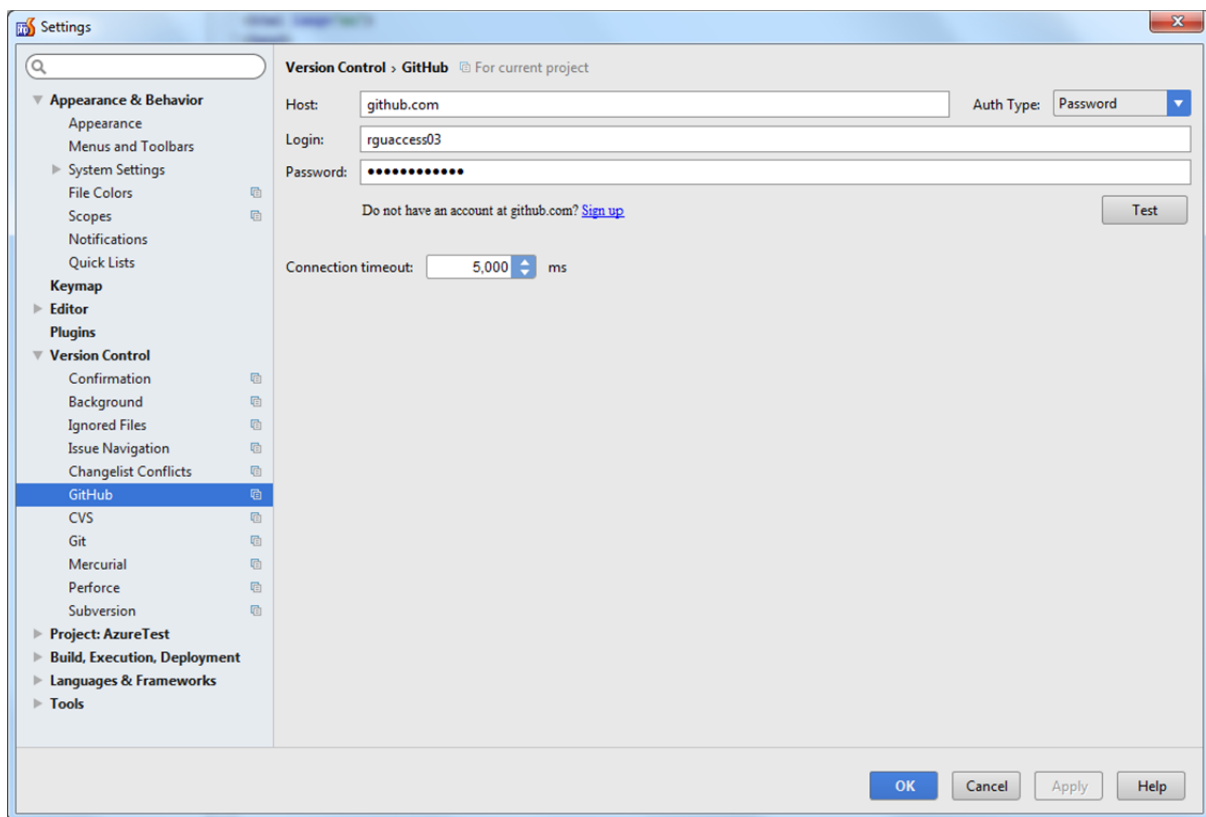 Settings
Version Control › GitHub For current project
Appearance & Behavior
Appearance
Menus and Toolbars
System Settings
File Colors
Scopes
Notifications
Quick Lists
Keymap
Editor
Plugins
Version Control
Confirmation
Background
Ignored Files
Issue Navigation
Changelist Conflicts
GitHub
CVS
Git
Mercurial
Perforce
Subversion
Project: AzureTest
Build, Execution, Deployment
Languages & Frameworks
Tools
Host: github.com Auth Type: Password
Login: rguaccess03
Password: ●●●●●●●●●●●●
Do not have an account at github.com? Sign up
Test
Connection timeout: 5,000 ms
OK Cancel Apply Help